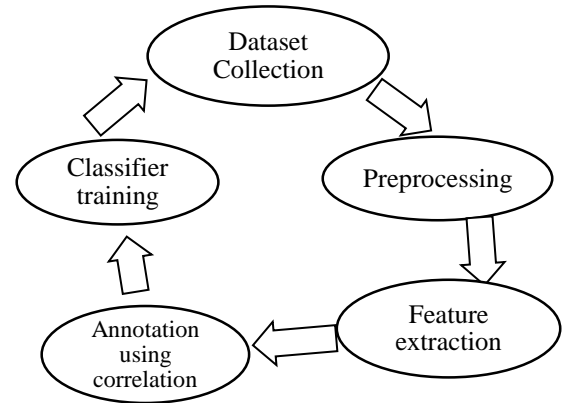 Dataset
Collection
Preprocessing
Feature
extraction
Annotation
using
correlation
Classifier
training